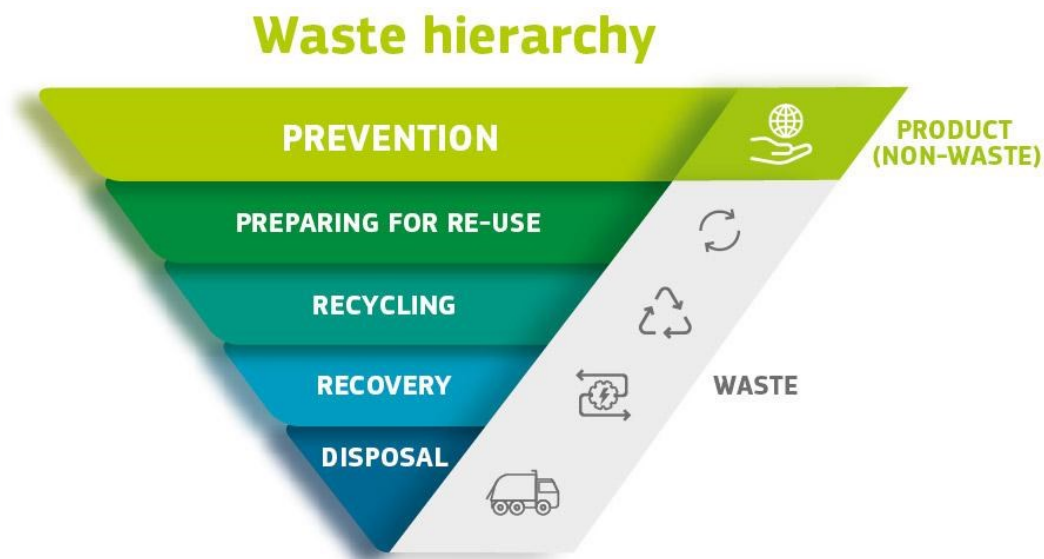 Waste hierarchy
PREVENTION
PRODUCT
(NON-WASTE)
PREPARING FOR RE-USE
RECYCLING
RECOVERY
WASTE
DISPOSAL